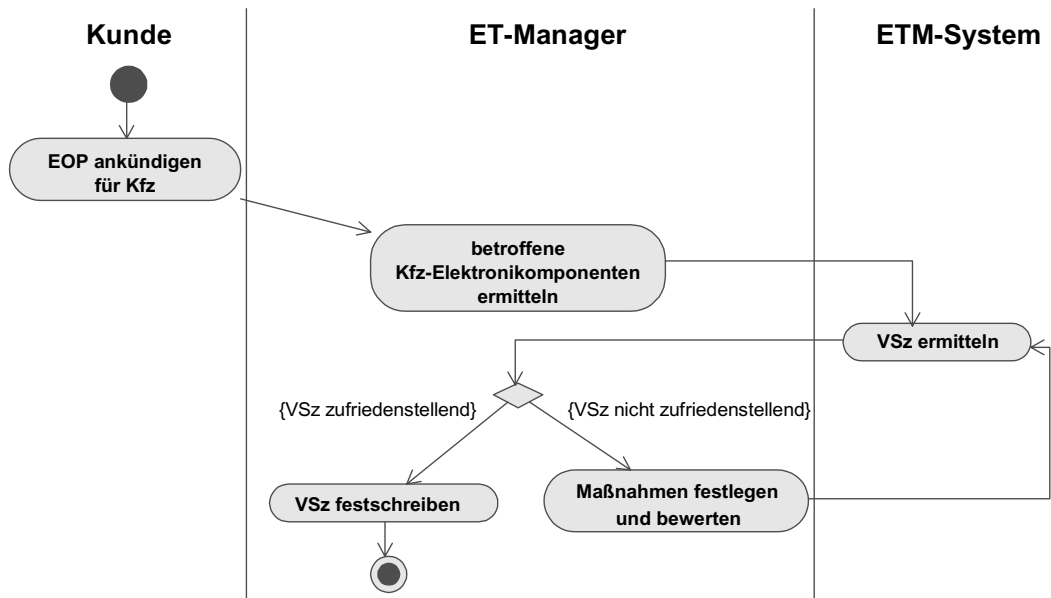 Kunde
ET-Manager
ETM-System
EOP ankündigen
für Kfz
betroffene
Kfz-Elektronikomponenten
ermitteln
VSz ermitteln
{VSz zufriedenstellend}
{VSz nicht zufriedenstellend}
VSz festschreiben
Maßnahmen festlegen
und bewerten